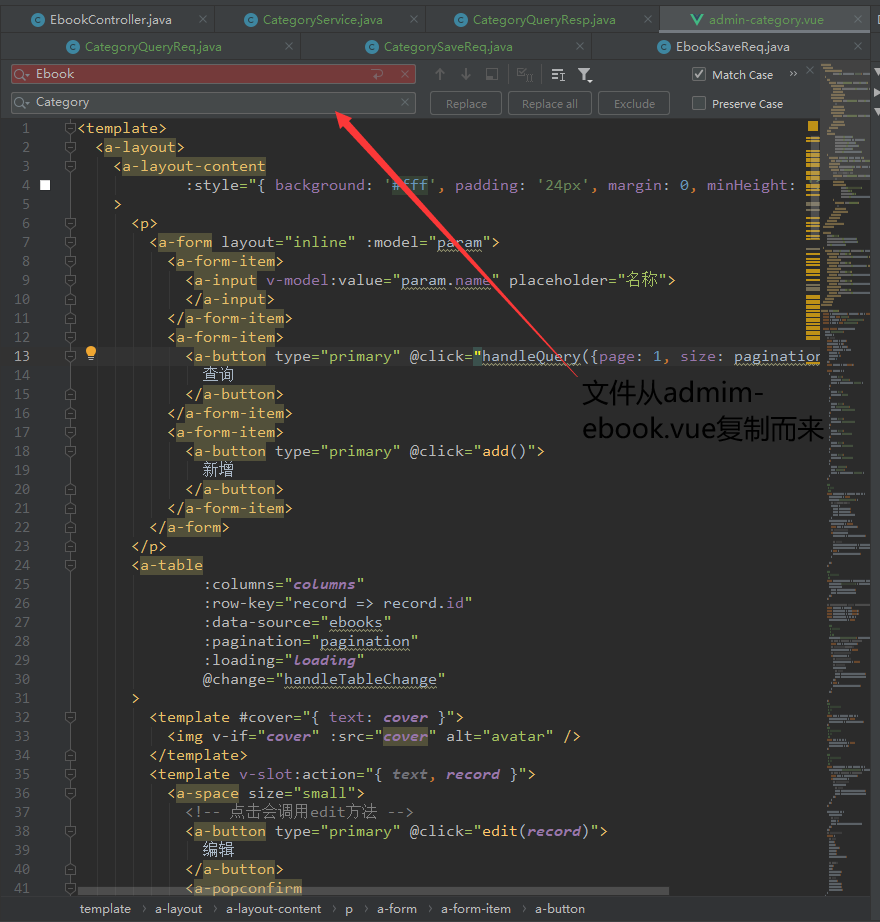 EbookController.java
CategoryService.java
CategoryQueryResp.java
admin-category.vue
CategoryQueryReq.java
CategorySaveReq.java
EbookSaveReq.java
Ebook
Match Case
Category
Replace
Replace all
Exclude
Preserve Case
1 <template>
2 <a-layout>
3 <a-layout-content
4 :style="{ background: '#fff', padding: '24px', margin: 0, minHeight:
5 >
6 <p>
7 <a-form layout="inline" :model="param">
8 <a-form-item>
9 <a-input v-model:value="param.name" placeholder="名称">
10 </a-input>
11 </a-form-item>
12 <a-form-item>
13 <a-button type="primary" @click="handleQuery({page: 1, size: pagination
14 查询
15 </a-button>
16 </a-form-item>
17 <a-form-item>
18 <a-button type="primary" @click="add()">
19 新增
20 </a-button>
21 </a-form-item>
22 </a-form>
23 </p>
24 <a-table
25 :columns="columns"
26 :row-key="record => record.id"
27 :data-source="ebooks"
28 :pagination="pagination"
29 :loading="loading"
30 @change="handleTableChange"
31 >
32 <template #cover="{ text: cover }">
33 <img v-if="cover" :src="cover" alt="avatar" />
34 </template>
35 <template v-slot:action="{ text, record }">
36 <a-space size="small">
37 <!-- 点击会调用edit方法 -->
38 <a-button type="primary" @click="edit(record)">
39 编辑
40 </a-button>
41 <a-popconfirm
文件从admim-
ebook.vue复制而来
template › a-layout › a-layout-content › p › a-form › a-form-item › a-button